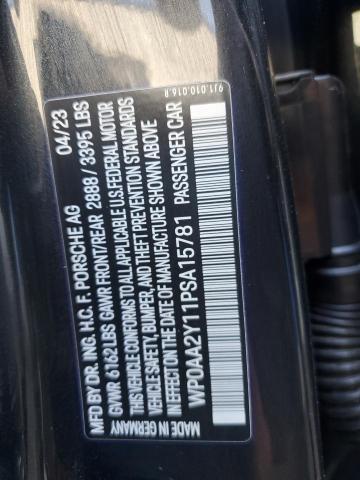 9J1.010.016.R
MFD BY DR. ING. H.C. F. PORSCHE AG 04/23
GVWR 6162 LBS GAWR FRONT/REAR 2888 / 3395 LBS
THIS VEHICLE CONFORMS TO ALL APPLICABLE U.S. FEDERAL MOTOR
VEHICLE SAFETY, BUMPER, AND THEFT PREVENTION STANDARDS
IN EFFECT ON THE DATE OF MANUFACTURE SHOWN ABOVE
WP0AA2Y11PSA15781 PASSENGER CAR
MADE IN GERMANY